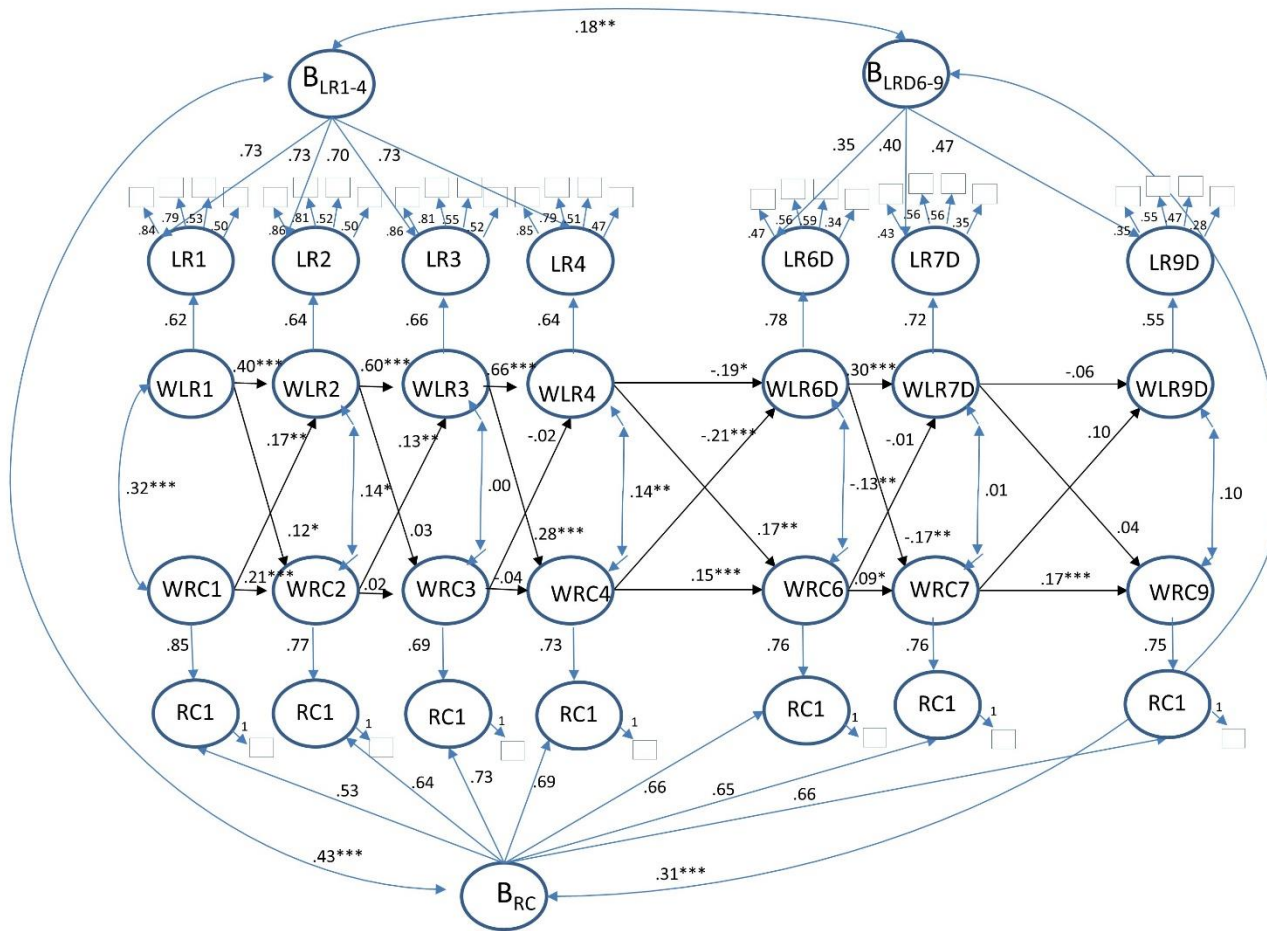 .18**
B LR1-4
B LRD6-9
.73 .73 .70 .73
.35 .40 .47
.84 .79 .53 .50
.86 .81 .52 .50
.86 .81 .55 .52
.85 .79 .51 .47
.47 .56 .59 .34
.43 .56 .56 .35
.35 .55 .47 .28
LR1 LR2 LR3 LR4 LR6D LR7D LR9D
.62 .64 .66 .64 .78 .72 .55
WLR1 .40*** WLR2 .60*** WLR3 .66*** WLR4 -.19* WLR6D .30*** WLR7D -.06 WLR9D
.17** .13** -.02 -.21*** -.01 .10
.32*** .14* .00 .14** -.13** .01 .10
.12* .03 .28*** .17** -.17** .04
WRC1 .21*** WRC2 .02 WRC3 -.04 WRC4 .15*** WRC6 .09* WRC7 .17*** WRC9
.85 .77 .69 .73 .76 .76 .75
RC1 RC1 RC1 RC1 RC1 RC1 RC1
1 1 1 1 1 1 1
.53 .64 .73 .69 .66 .65 .66
.43*** .31***
B RC